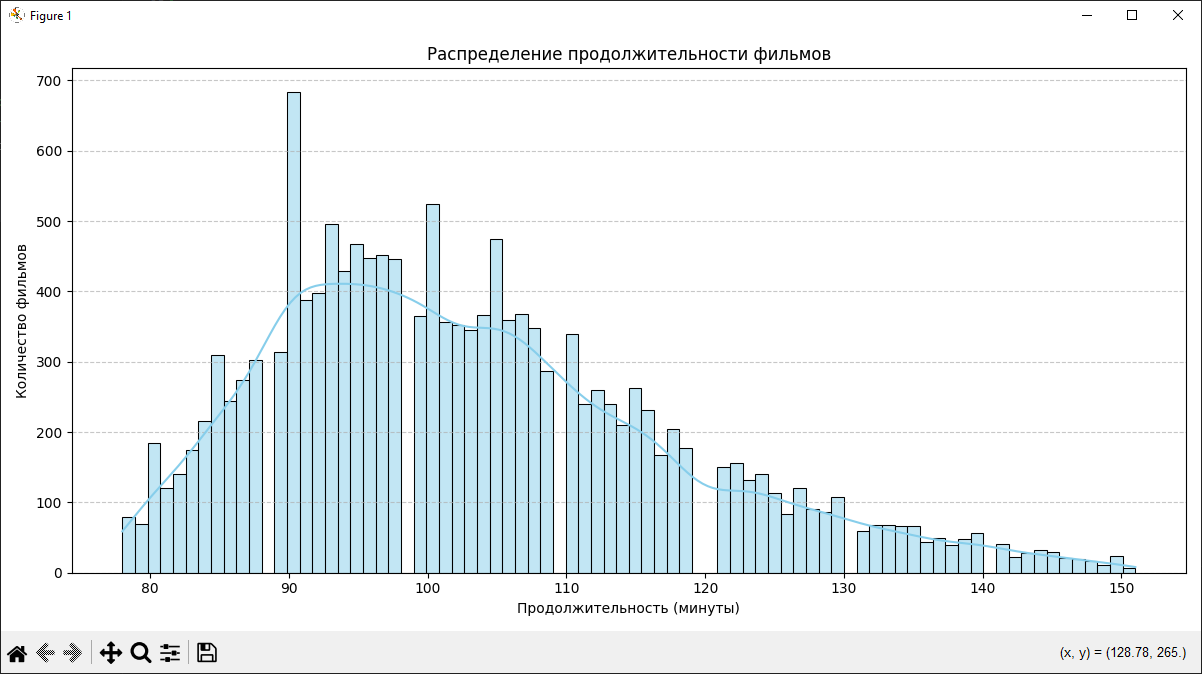 Figure 1
Распределение продолжительности фильмов
700
600
500
400
300
200
100
0
Количество фильмов
80 90 100 110 120 130 140 150
Продолжительность (минуты)
(x, y) = (128.78, 265.)